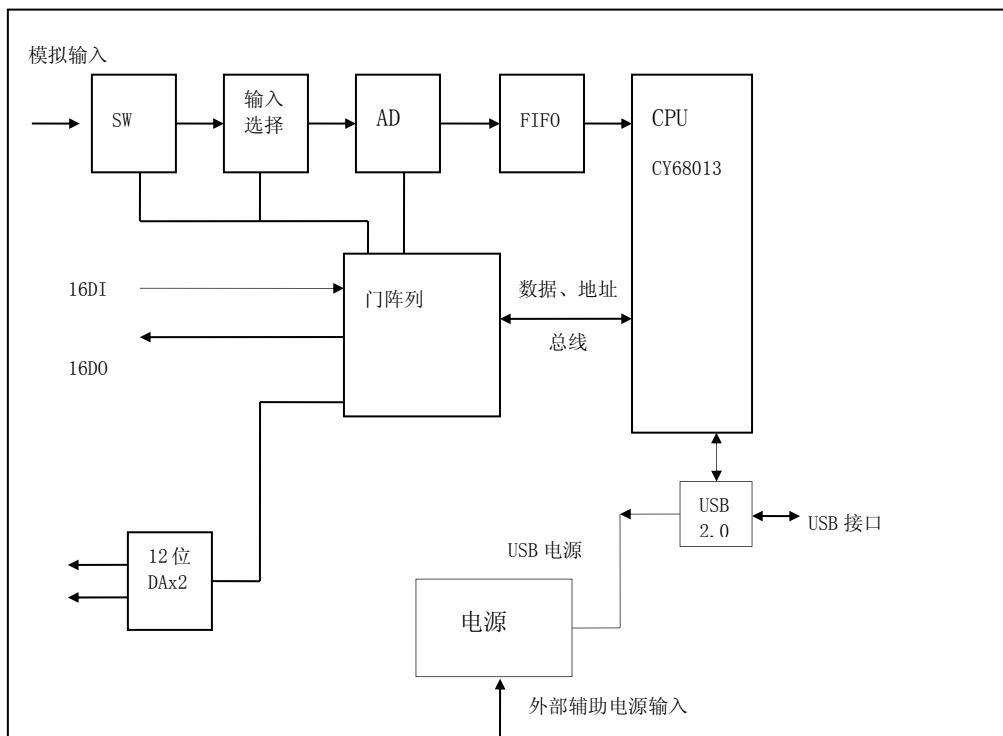 模拟输入
SW
输入
选择
AD
FIFO
CPU
CY68013
16DI
门阵列
数据、地址
总线
16DO
USB
2.0
USB 接口
12位
DAx2
USB 电源
电源
外部辅助电源输入